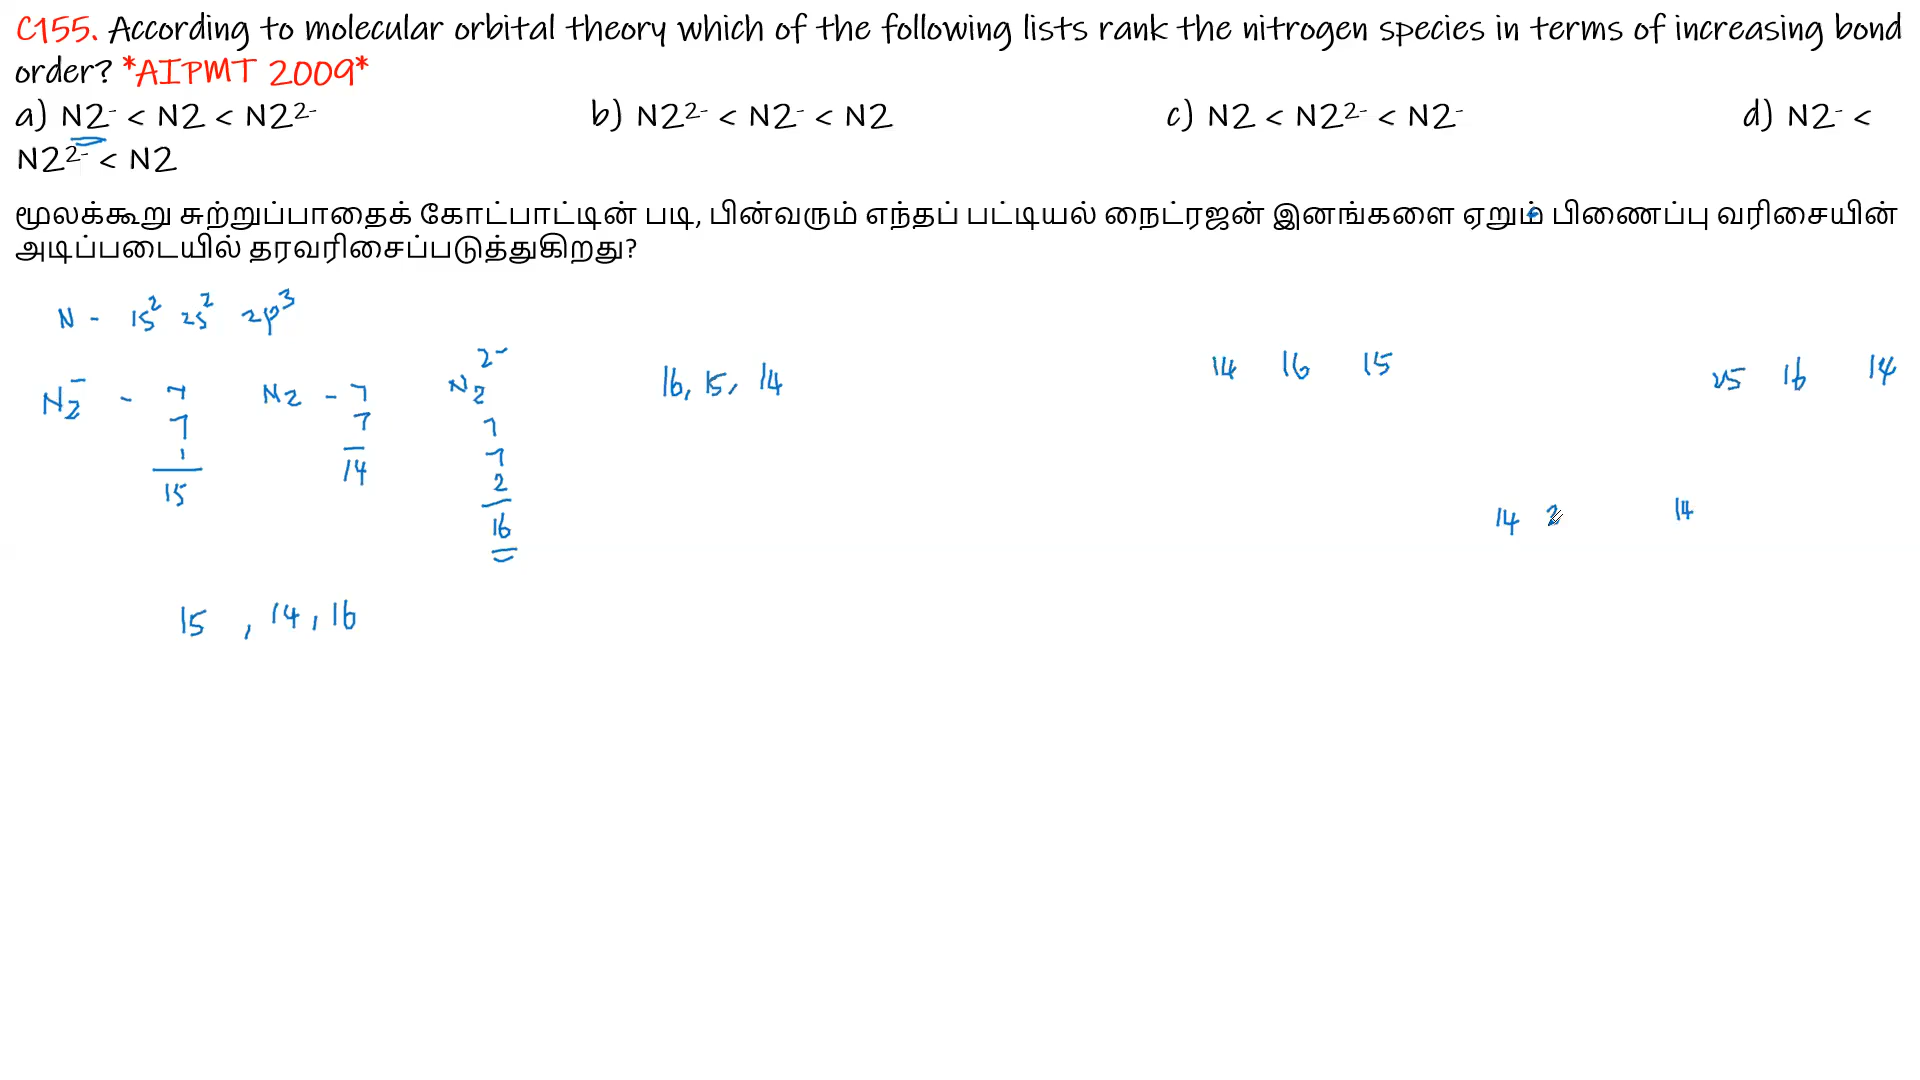 C155. According to molecular orbital theory which of the following lists rank the nitrogen species in terms of increasing bond
order? *AIPMT 2009*
a) N2⁻ < N2 < N2²⁻ b) N2²⁻ < N2⁻ < N2 c) N2 < N2²⁻ < N2⁻ d) N2⁻ <
N2²⁻ < N2
மூலக்கூறு சுற்றுப்பாதைக் கோட்பாட்டின் படி, பின்வரும் எந்தப் பட்டியல் நைட்ரஜன் இனங்களை ஏறும் பிணைப்பு வரிசையின்
அடிப்படையில் தரவரிசைப்படுத்துகிறது?
N - 1s² 2s² 2p³
N₂⁻ - 7 N2 - 7 N₂²⁻ 16, 15, 14 14 16 15 15 16 14
7 7 7
1 14 7
15 2
16 14 14
15 , 14, 16